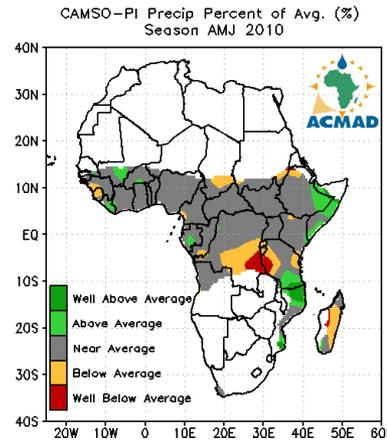 CAMSO-PI Precip Percent of Avg. (%)
Season AMJ 2010
40N
30N
20N
10N
EQ
10S
20S
30S
40S
ACMAD
Well Above Average
Above Average
Near Average
Below Average
Well Below Average
20W 10W 0 10E 20E 30E 40E 50E 60